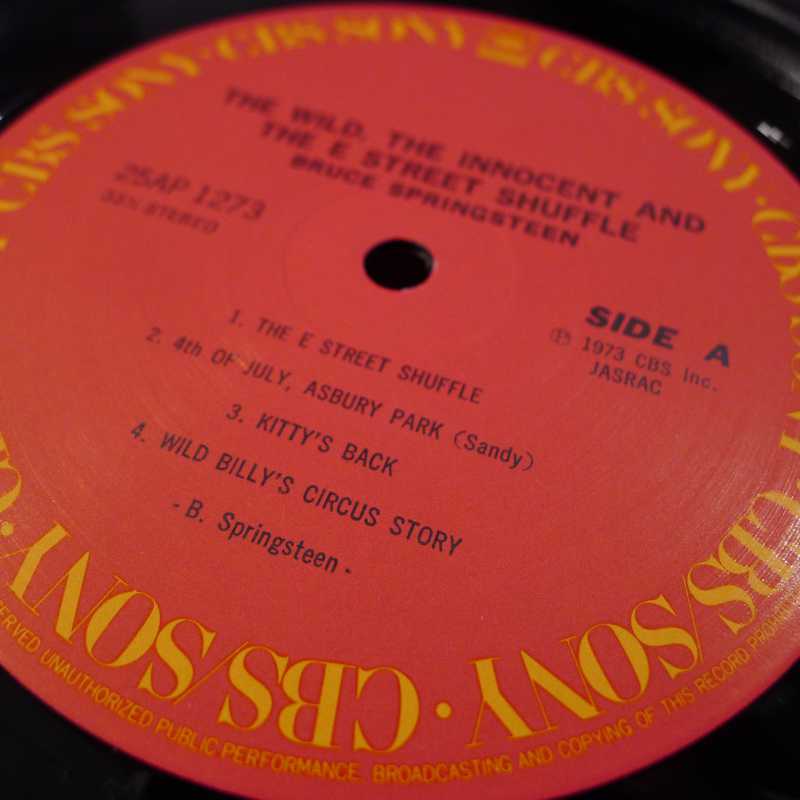 CBS SONY · CBS SONY CBS SONY ·
THE WILD, THE INNOCENT AND
THE E STREET SHUFFLE
BRUCE SPRINGSTEEN
25AP 1273
33⅓ STEREO
SIDE A
Ⓟ 1973 CBS Inc.
JASRAC
1. THE E STREET SHUFFLE
2. 4th OF JULY, ASBURY PARK (Sandy)
3. KITTY'S BACK
4. WILD BILLY'S CIRCUS STORY
- B. Springsteen -
CBS/SONY · CBS/SONY
UNAUTHORIZED PUBLIC PERFORMANCE, BROADCASTING AND COPYING OF THIS RECORD